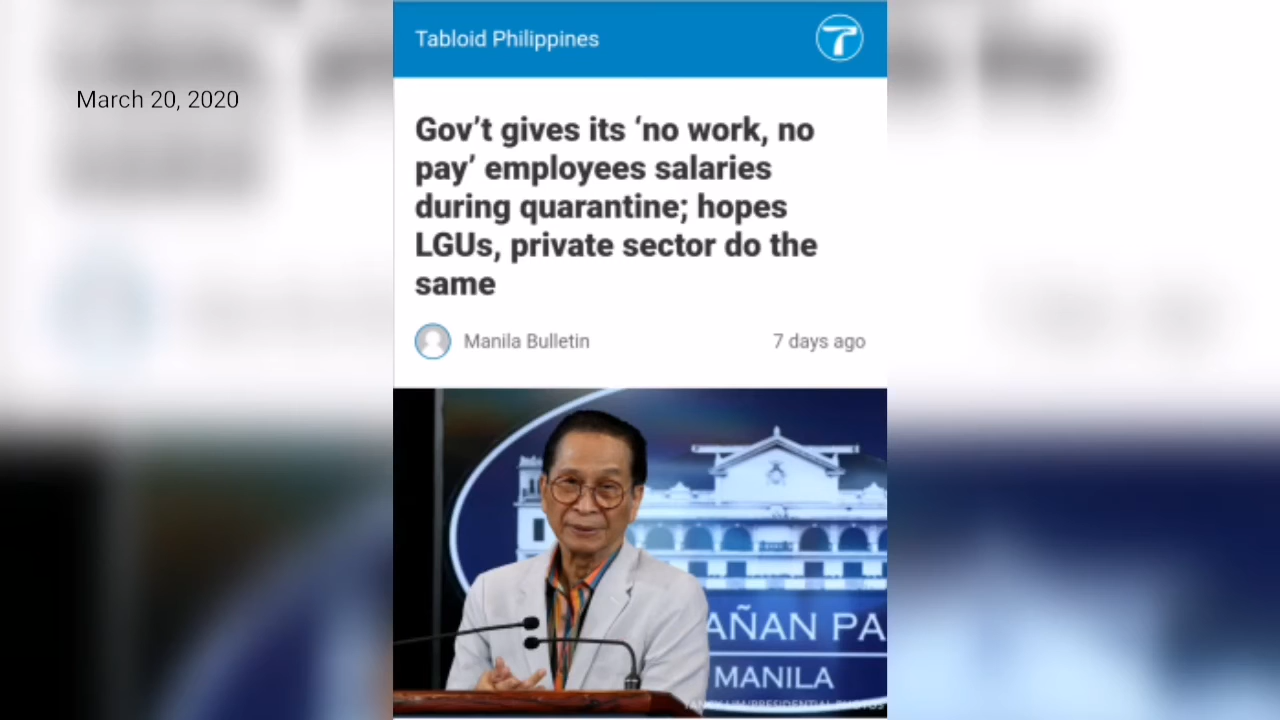 Tabloid Philippines
March 20, 2020
Gov’t gives its ‘no work, no
pay’ employees salaries
during quarantine; hopes
LGUs, private sector do the
same
Manila Bulletin
7 days ago
AÑAN PA
MANILA